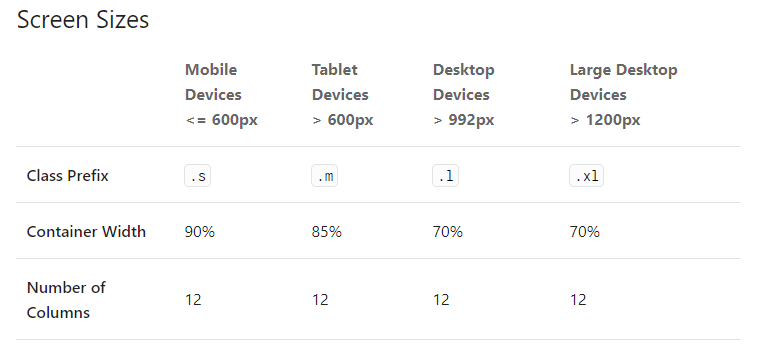 Screen Sizes
Mobile Devices <= 600px
Tablet Devices > 600px
Desktop Devices > 992px
Large Desktop Devices > 1200px
Class Prefix .s .m .l .xl
Container Width 90% 85% 70% 70%
Number of Columns 12 12 12 12